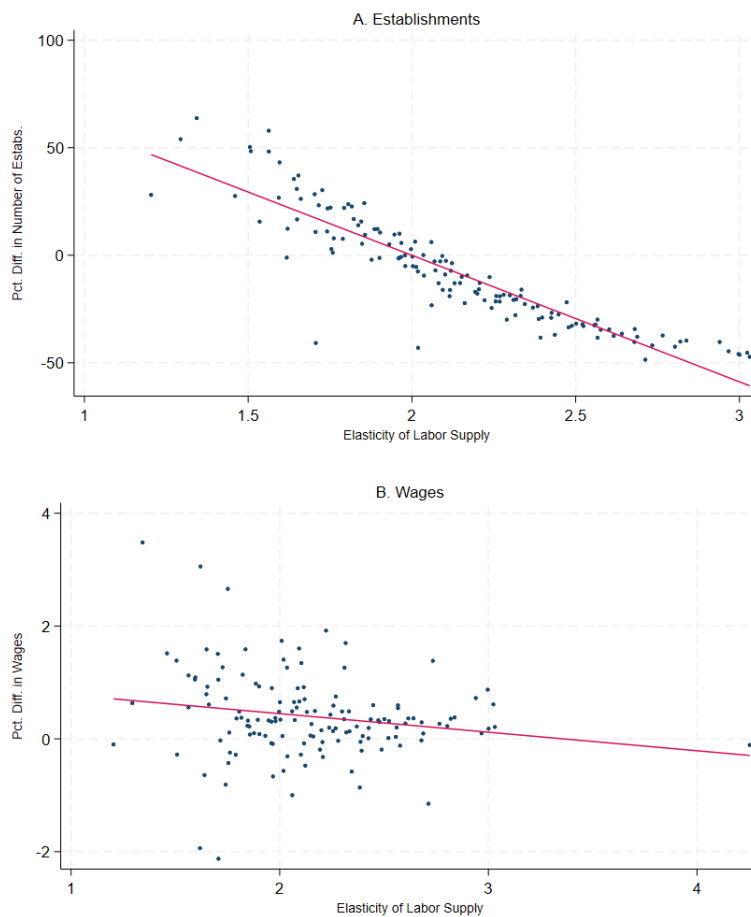 A. Establishments
Pct. Diff. in Number of Estabs.
100
50
0
-50
1
1.5
2
2.5
3
Elasticity of Labor Supply
B. Wages
Pct. Diff. in Wages
4
2
0
-2
1
2
3
4
Elasticity of Labor Supply